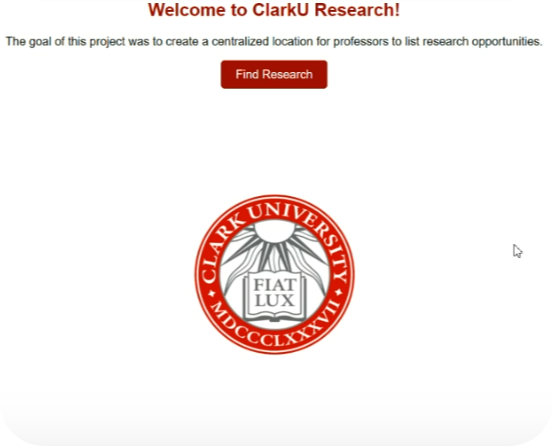 Welcome to ClarkU Research!
The goal of this project was to create a centralized location for professors to list research opportunities.
Find Research
CLARK UNIVERSITY
FIAT
LUX
MDCCCLXXXVII